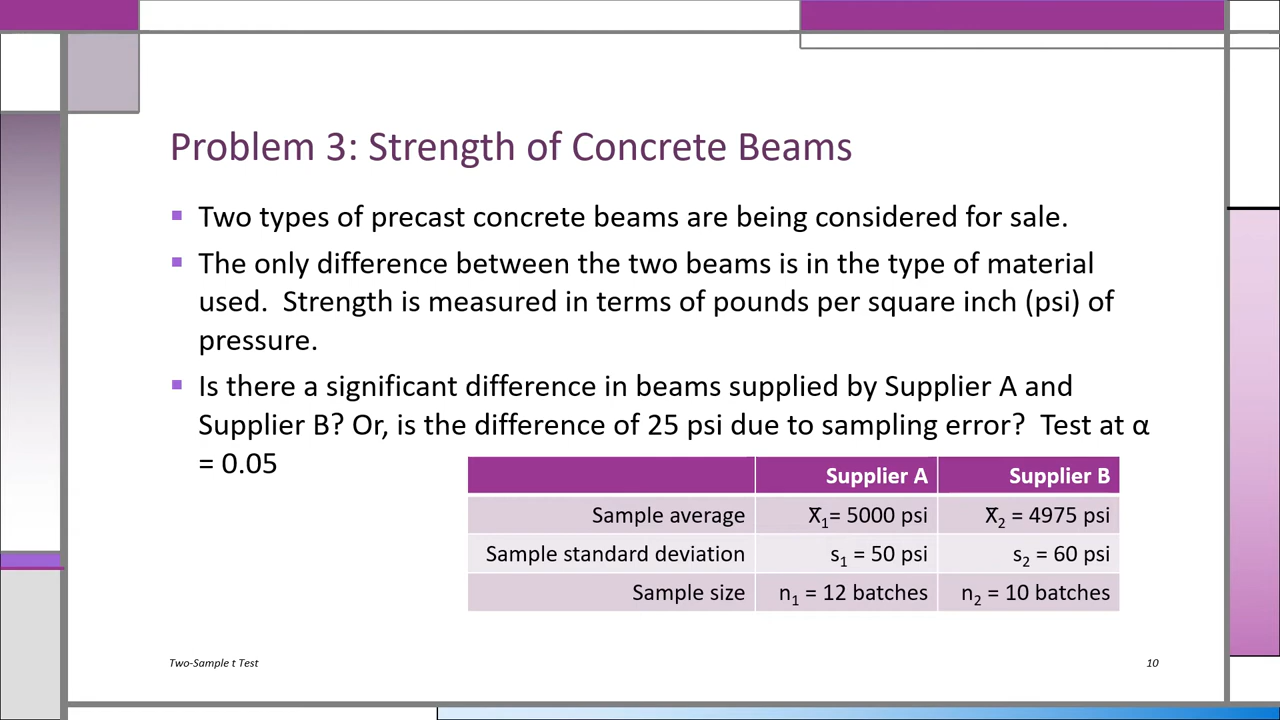 Problem 3: Strength of Concrete Beams
▪ Two types of precast concrete beams are being considered for sale.
▪ The only difference between the two beams is in the type of material
used.  Strength is measured in terms of pounds per square inch (psi) of
pressure.
▪ Is there a significant difference in beams supplied by Supplier A and
Supplier B? Or, is the difference of 25 psi due to sampling error?  Test at α
= 0.05
Supplier A Supplier B
Sample average X̅₁= 5000 psi X̅₂ = 4975 psi
Sample standard deviation s₁ = 50 psi s₂ = 60 psi
Sample size n₁ = 12 batches n₂ = 10 batches
Two-Sample t Test 10